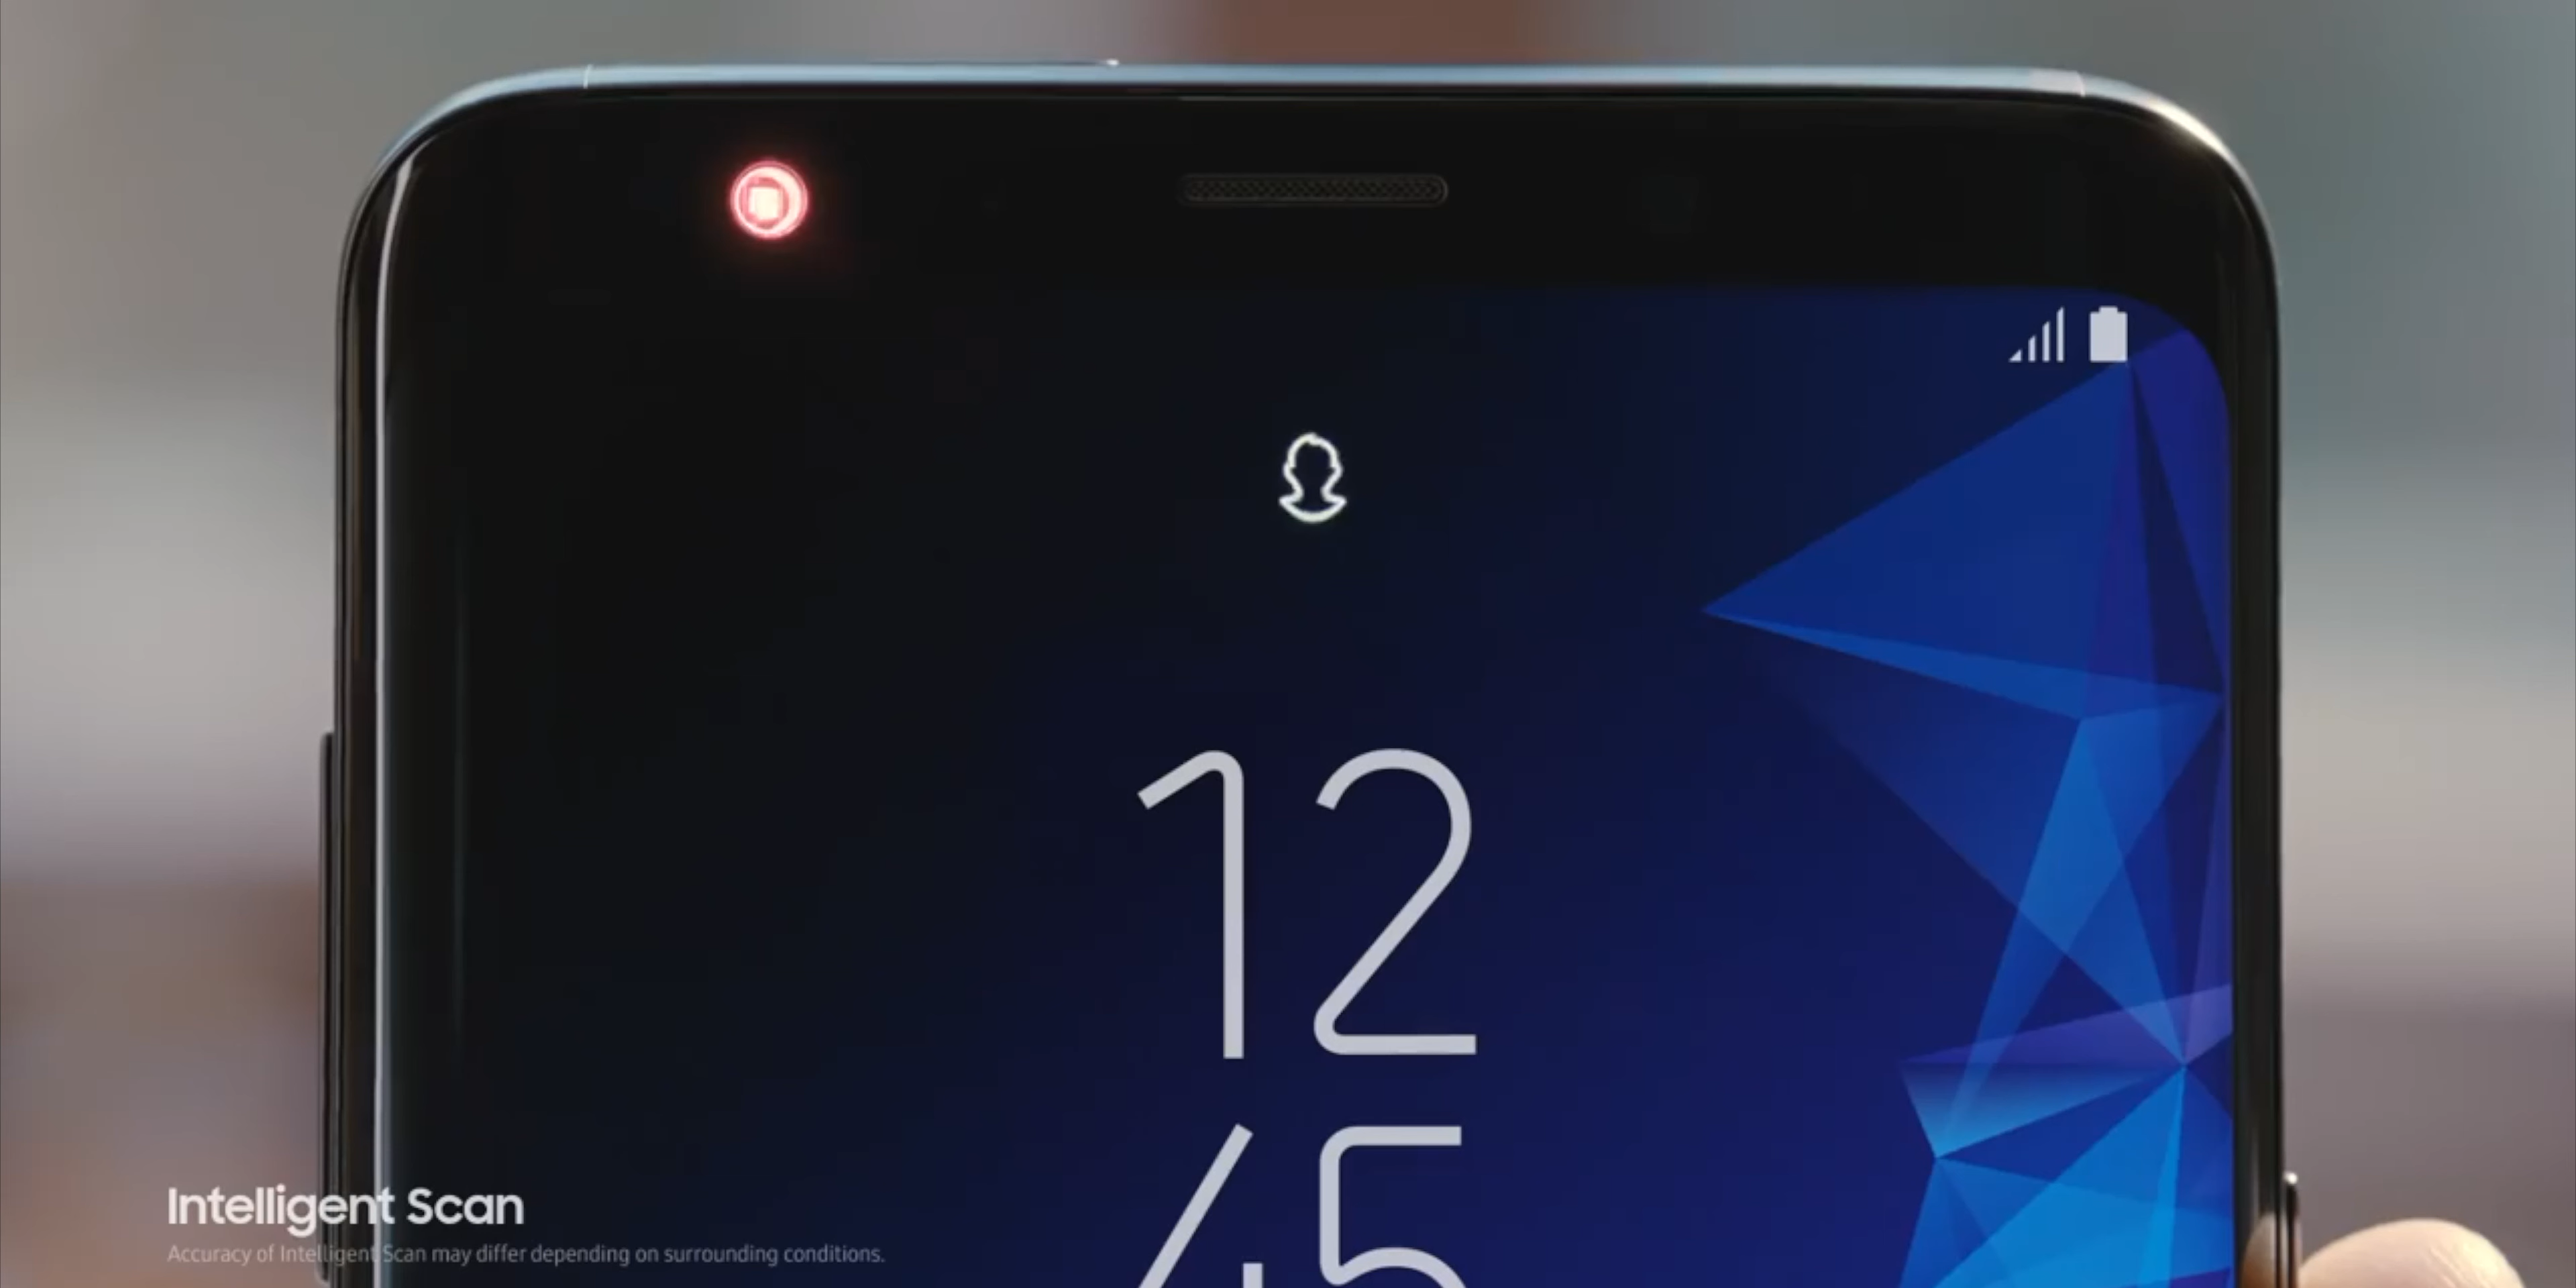 12
45
Intelligent Scan
Accuracy of Intelligent Scan may differ depending on surrounding conditions.